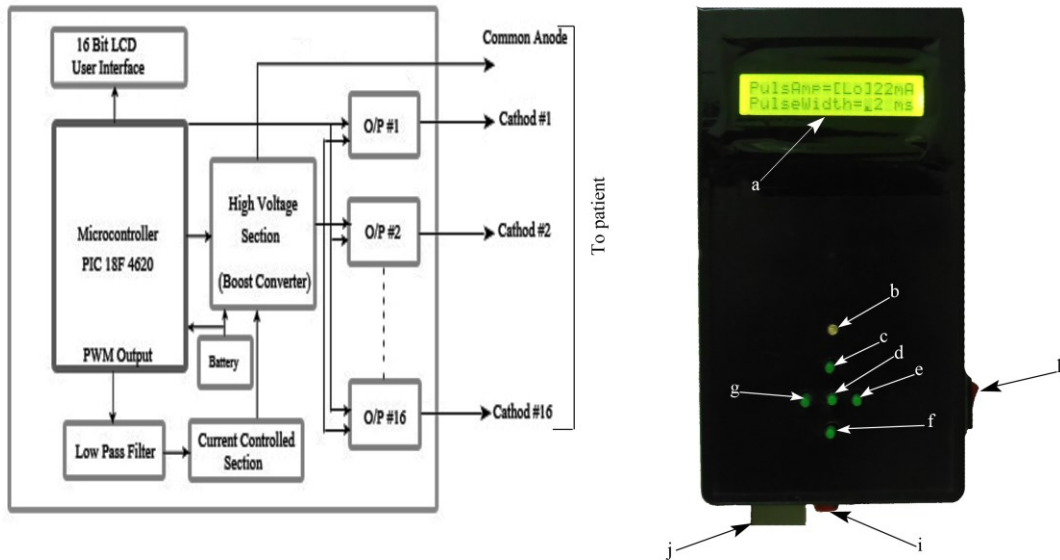 16 Bit LCD
User Interface
Microcontroller
PIC 18F 4620
PWM Output
Low Pass Filter
Battery
High Voltage
Section
(Boost Converter)
Current Controlled
Section
O/P #1
O/P #2
O/P #16
Common Anode
Cathod #1
Cathod #2
Cathod #16
To patient
PulsAmp=[Lo]22mA
PulseWidth=.2 ms
a
b
c
d
e
g
f
j
i